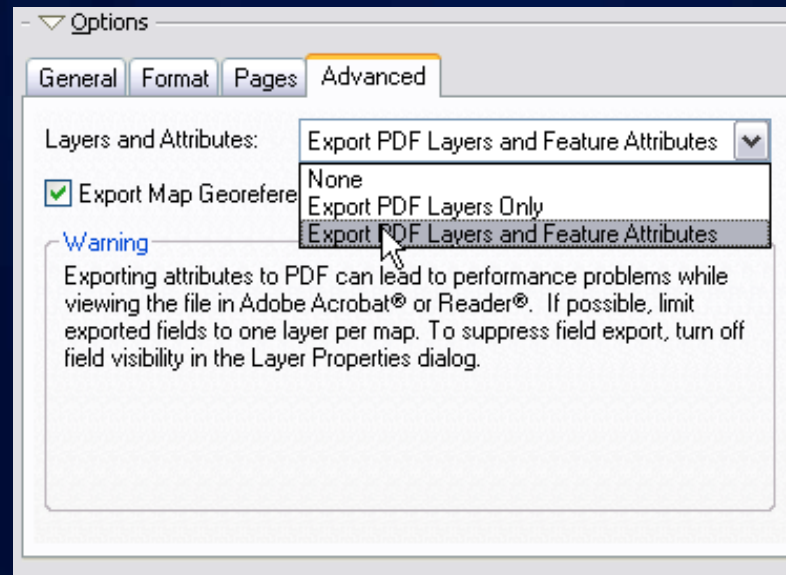 Options
General Format Pages Advanced
Layers and Attributes: Export PDF Layers and Feature Attributes
None
Export Map Georefere Export PDF Layers Only
Export PDF Layers and Feature Attributes
Warning
Exporting attributes to PDF can lead to performance problems while
viewing the file in Adobe Acrobat® or Reader®. If possible, limit
exported fields to one layer per map. To suppress field export, turn off
field visibility in the Layer Properties dialog.